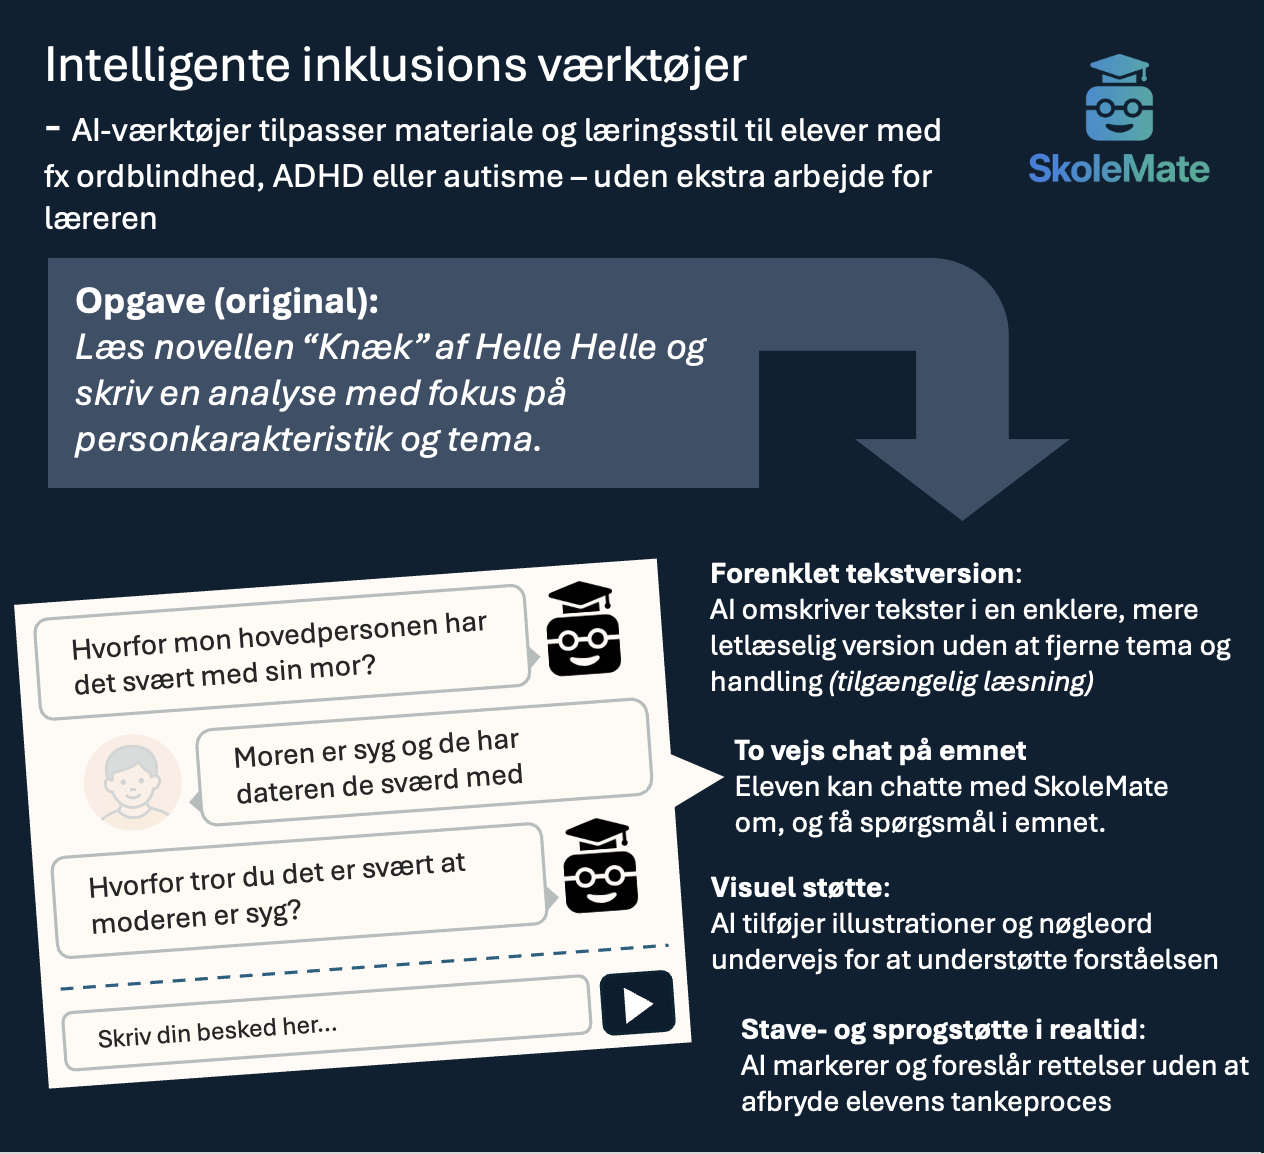 Intelligente inklusions værktøjer
- AI-værktøjer tilpasser materiale og læringsstil til elever med
fx ordblindhed, ADHD eller autisme – uden ekstra arbejde for
læreren
SkoleMate
Opgave (original):
Læs novellen “Knæk” af Helle Helle og
skriv en analyse med fokus på
personkarakteristik og tema.
Hvorfor mon hovedpersonen har
det svært med sin mor?
Moren er syg og de har
dateren de sværd med
Hvorfor tror du det er svært at
moderen er syg?
Skriv din besked her...
Forenklet tekstversion:
AI omskriver tekster i en enklere, mere
letlæselig version uden at fjerne tema og
handling (tilgængelig læsning)
To vejs chat på emnet
Eleven kan chatte med SkoleMate
om, og få spørgsmål i emnet.
Visuel støtte:
AI tilføjer illustrationer og nøgleord
undervejs for at understøtte forståelsen
Stave- og sprogstøtte i realtid:
AI markerer og foreslår rettelser uden at
afbryde elevens tankeproces